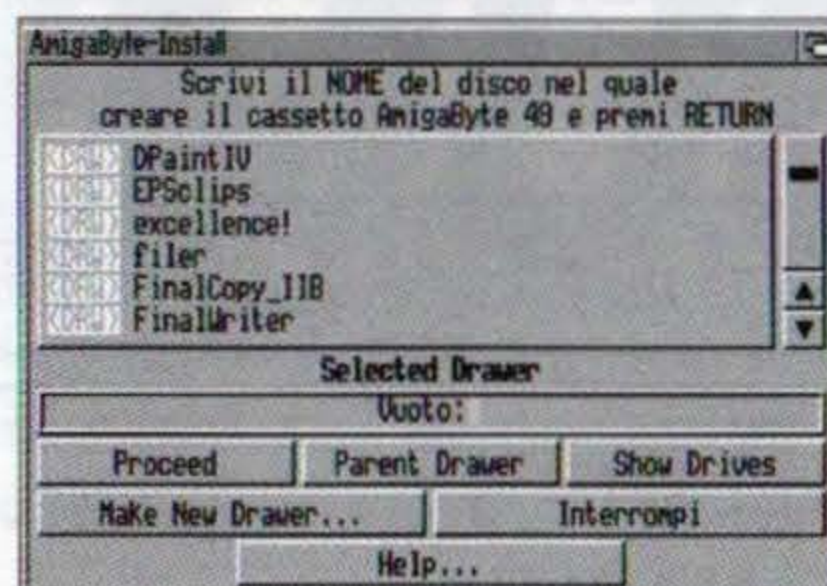 AmigaByte-Install
Scrivi il NOME del disco nel quale
creare il cassetto AmigaByte 49 e premi RETURN
<DRW> DPaintIV
<DRW> EPSclips
<DRW> excellence!
<DRW> filer
<DRW> FinalCopy_IIB
<DRW> FinalWriter
Selected Drawer
Vuoto:
Proceed Parent Drawer Show Drives
Make New Drawer... Interrompi
Help...